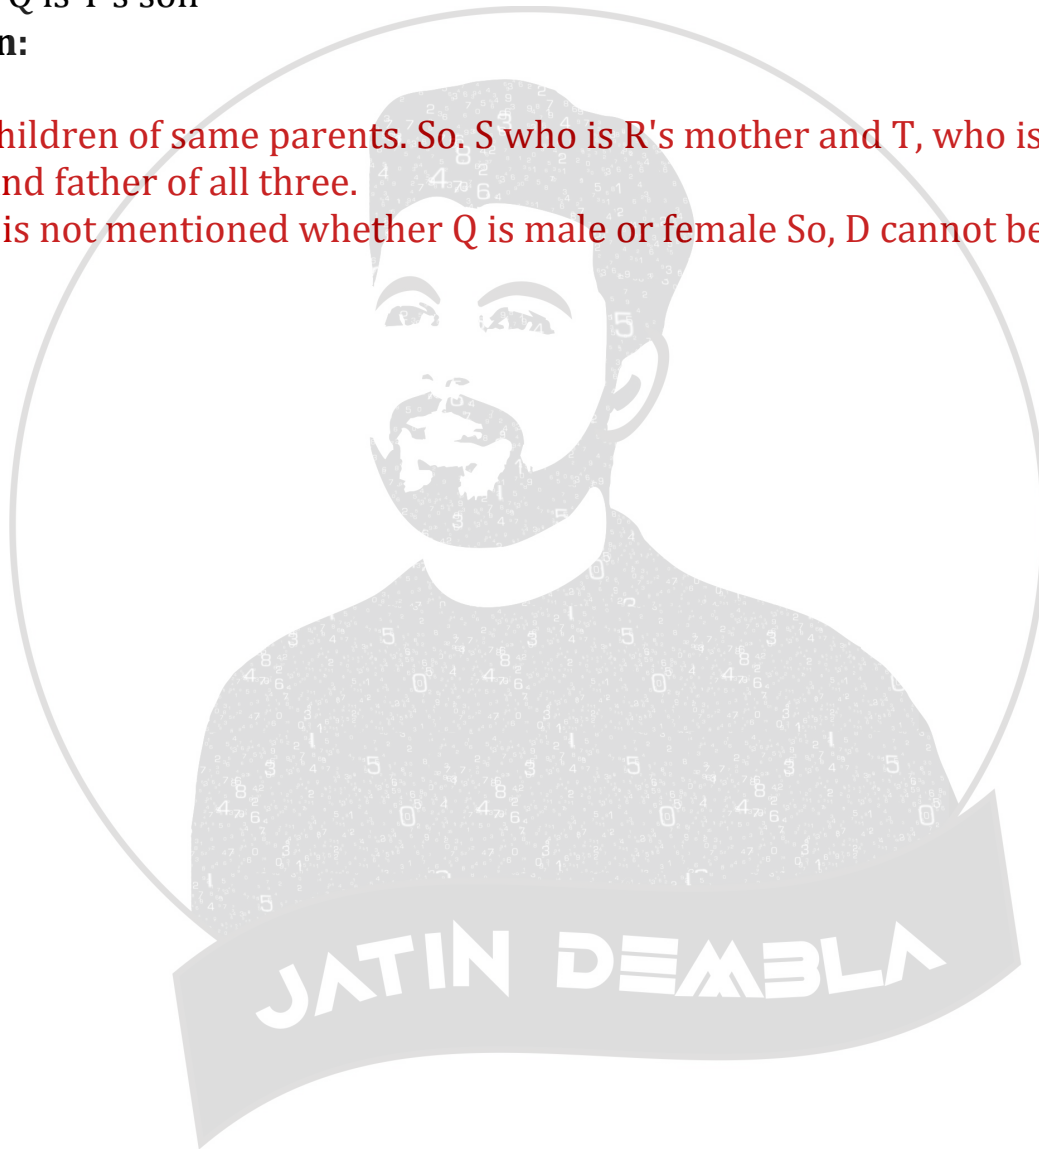 Q is T's son
n:
hildren of same parents. So. S who is R's mother and T, who is
nd father of all three.
is not mentioned whether Q is male or female So, D cannot be
JATIN DEMBLA